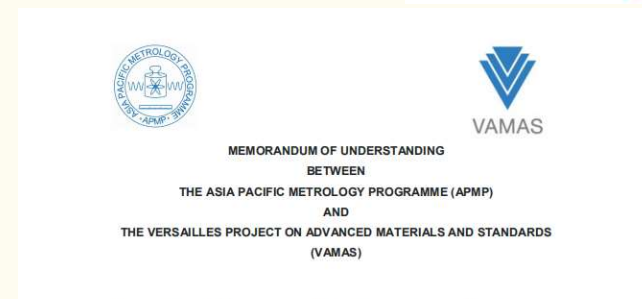 ASIA PACIFIC METROLOGY PROGRAMME
·APMP·
VAMAS
MEMORANDUM OF UNDERSTANDING
BETWEEN
THE ASIA PACIFIC METROLOGY PROGRAMME (APMP)
AND
THE VERSAILLES PROJECT ON ADVANCED MATERIALS AND STANDARDS
(VAMAS)